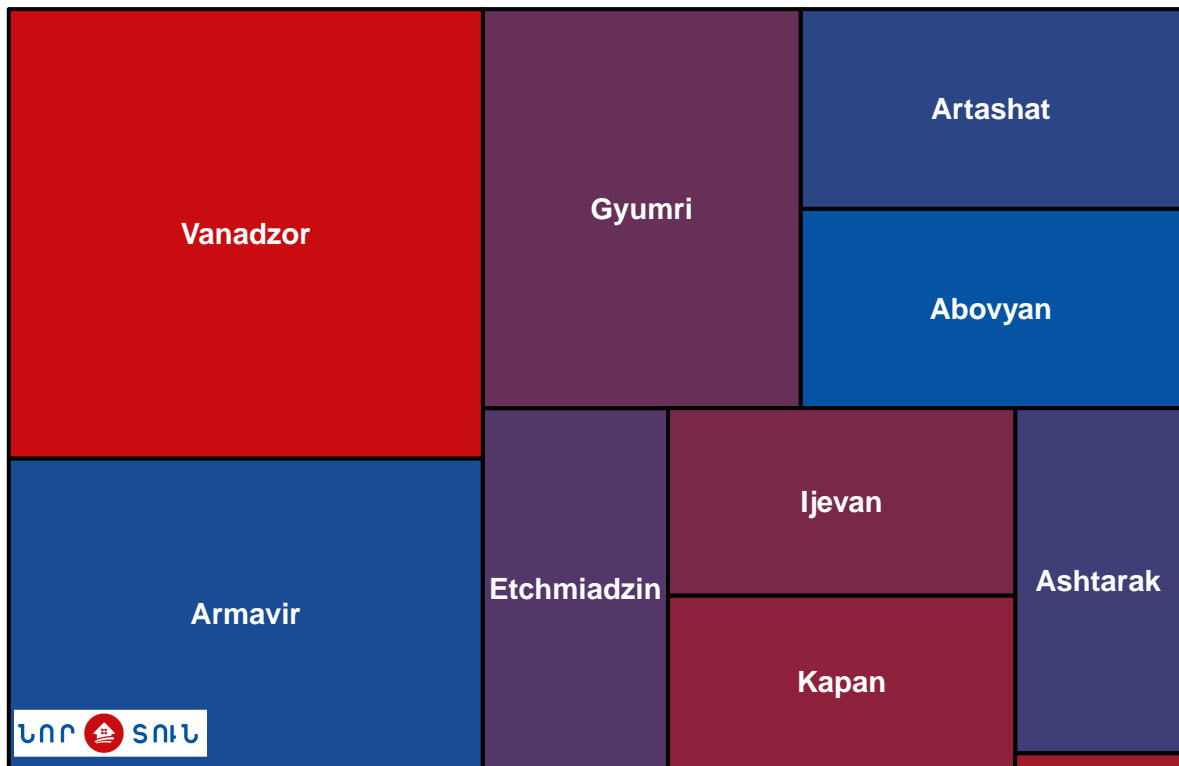 Vanadzor
Gyumri
Artashat
Abovyan
Armavir
Etchmiadzin
Ijevan
Kapan
Ashtarak
ՆՈՐ ՏՈՒՆ